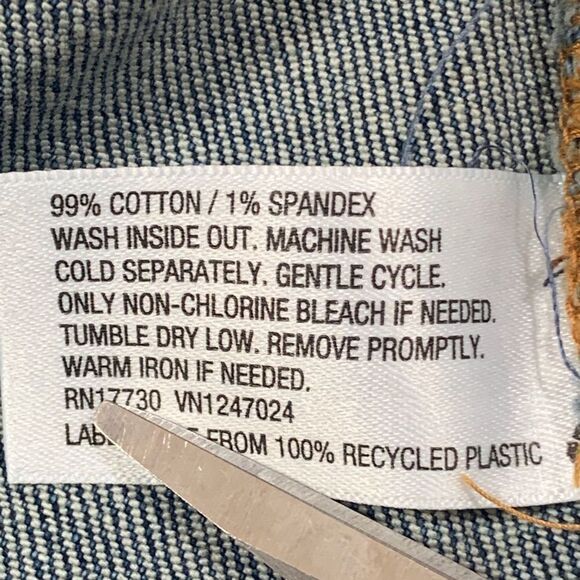 99% COTTON / 1% SPANDEX
WASH INSIDE OUT. MACHINE WASH
COLD SEPARATELY. GENTLE CYCLE.
ONLY NON-CHLORINE BLEACH IF NEEDED.
TUMBLE DRY LOW. REMOVE PROMPTLY.
WARM IRON IF NEEDED.
RN17730 VN1247024
FROM 100% RECYCLED PLASTIC